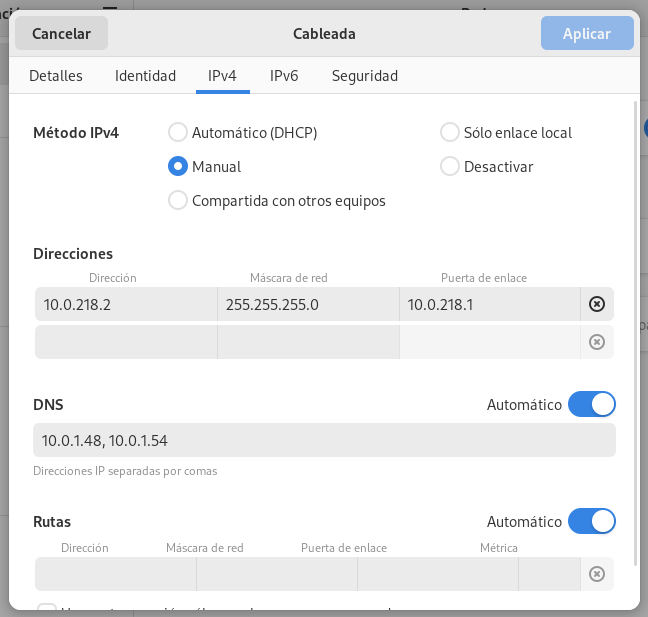 Cancelar Cableada Aplicar
Detalles Identidad IPv4 IPv6 Seguridad
Método IPv4 Automático (DHCP) Sólo enlace local
Manual Desactivar
Compartida con otros equipos
Direcciones
Dirección Máscara de red Puerta de enlace
10.0.218.2 255.255.255.0 10.0.218.1
DNS Automático
10.0.1.48, 10.0.1.54
Direcciones IP separadas por comas
Rutas Automático
Dirección Máscara de red Puerta de enlace Métrica